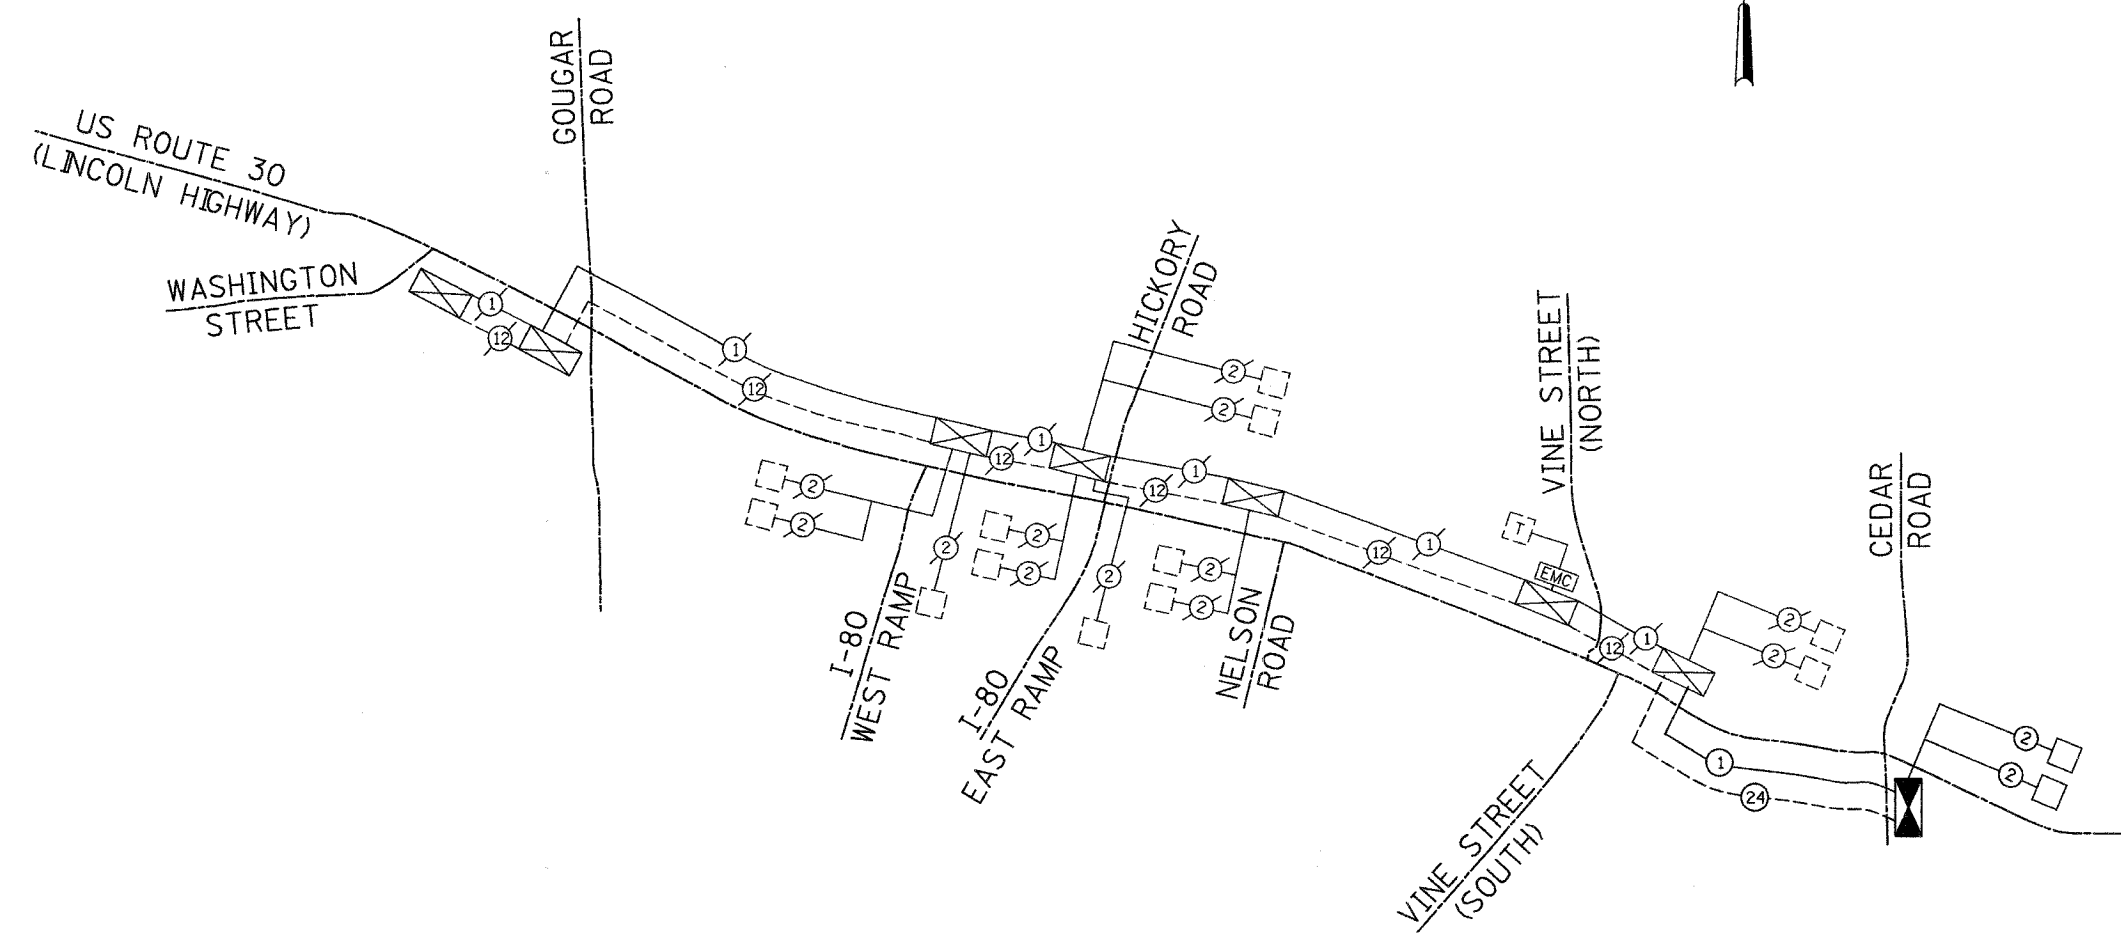 GOUGAR
ROAD
US ROUTE 30
(LINCOLN HIGHWAY)
WASHINGTON
STREET
1
12
1
12
HICKORY
ROAD
2
2
1
12
1
12
2
2
2
2
2
2
2
2
I-80
WEST RAMP
I-80
EAST RAMP
NELSON
ROAD
1
12
VINE STREET
(NORTH)
T
EMC
12
1
2
2
CEDAR
ROAD
1
24
2
2
VINE STREET
(SOUTH)